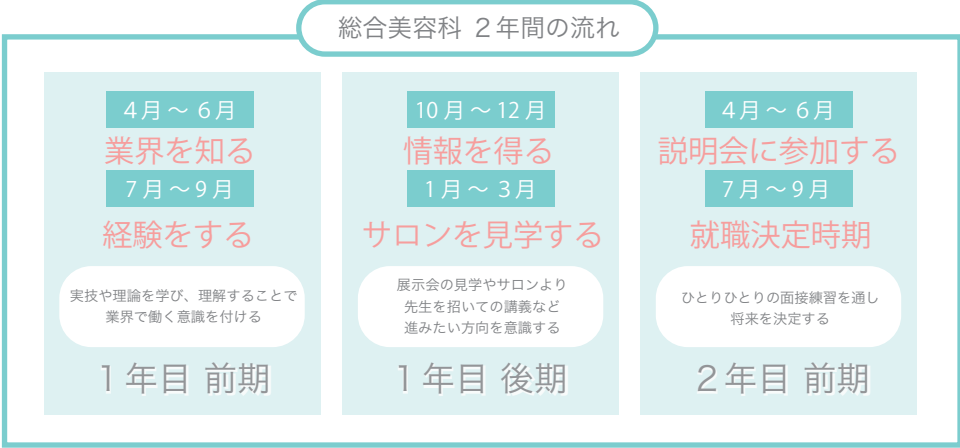 総合美容科 ２年間の流れ
4月～ 6月
業界を知る
7月～9月
経験をする
実技や理論を学び、理解することで
業界で働く意識を付ける
１年目 前期
10月～12月
情報を得る
1月～ 3月
サロンを見学する
展示会の見学やサロンより
先生を招いての講義など
進みたい方向を意識する
１年目 後期
4月～ 6月
説明会に参加する
7月～9月
就職決定時期
ひとりひとりの面接練習を通し
将来を決定する
２年目 前期